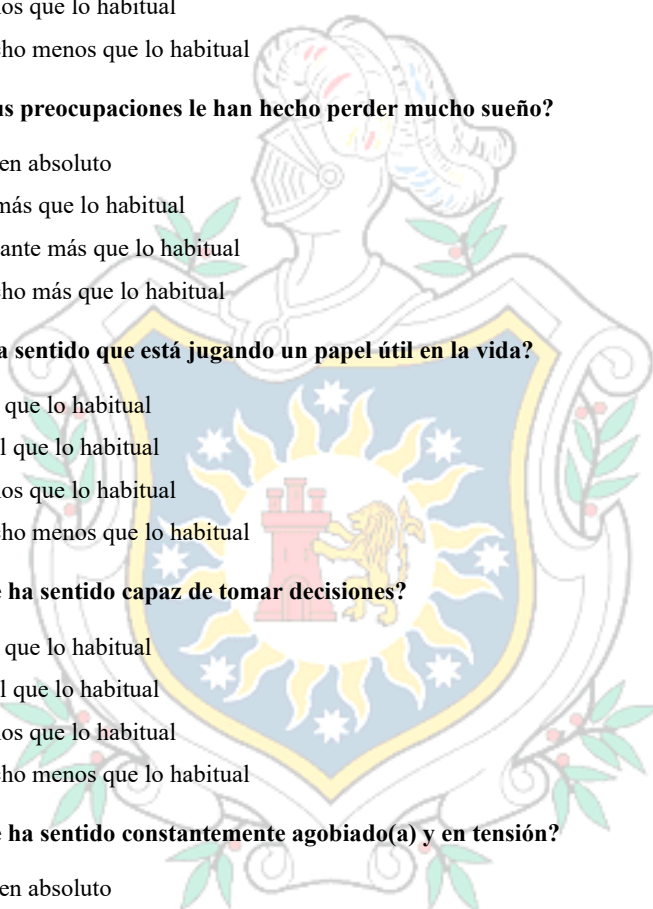 os que lo habitual
ho menos que lo habitual
us preocupaciones le han hecho perder mucho sueño?
en absoluto
más que lo habitual
ante más que lo habitual
ho más que lo habitual
a sentido que está jugando un papel útil en la vida?
que lo habitual
l que lo habitual
os que lo habitual
ho menos que lo habitual
e ha sentido capaz de tomar decisiones?
que lo habitual
l que lo habitual
os que lo habitual
ho menos que lo habitual
e ha sentido constantemente agobiado(a) y en tensión?
en absoluto